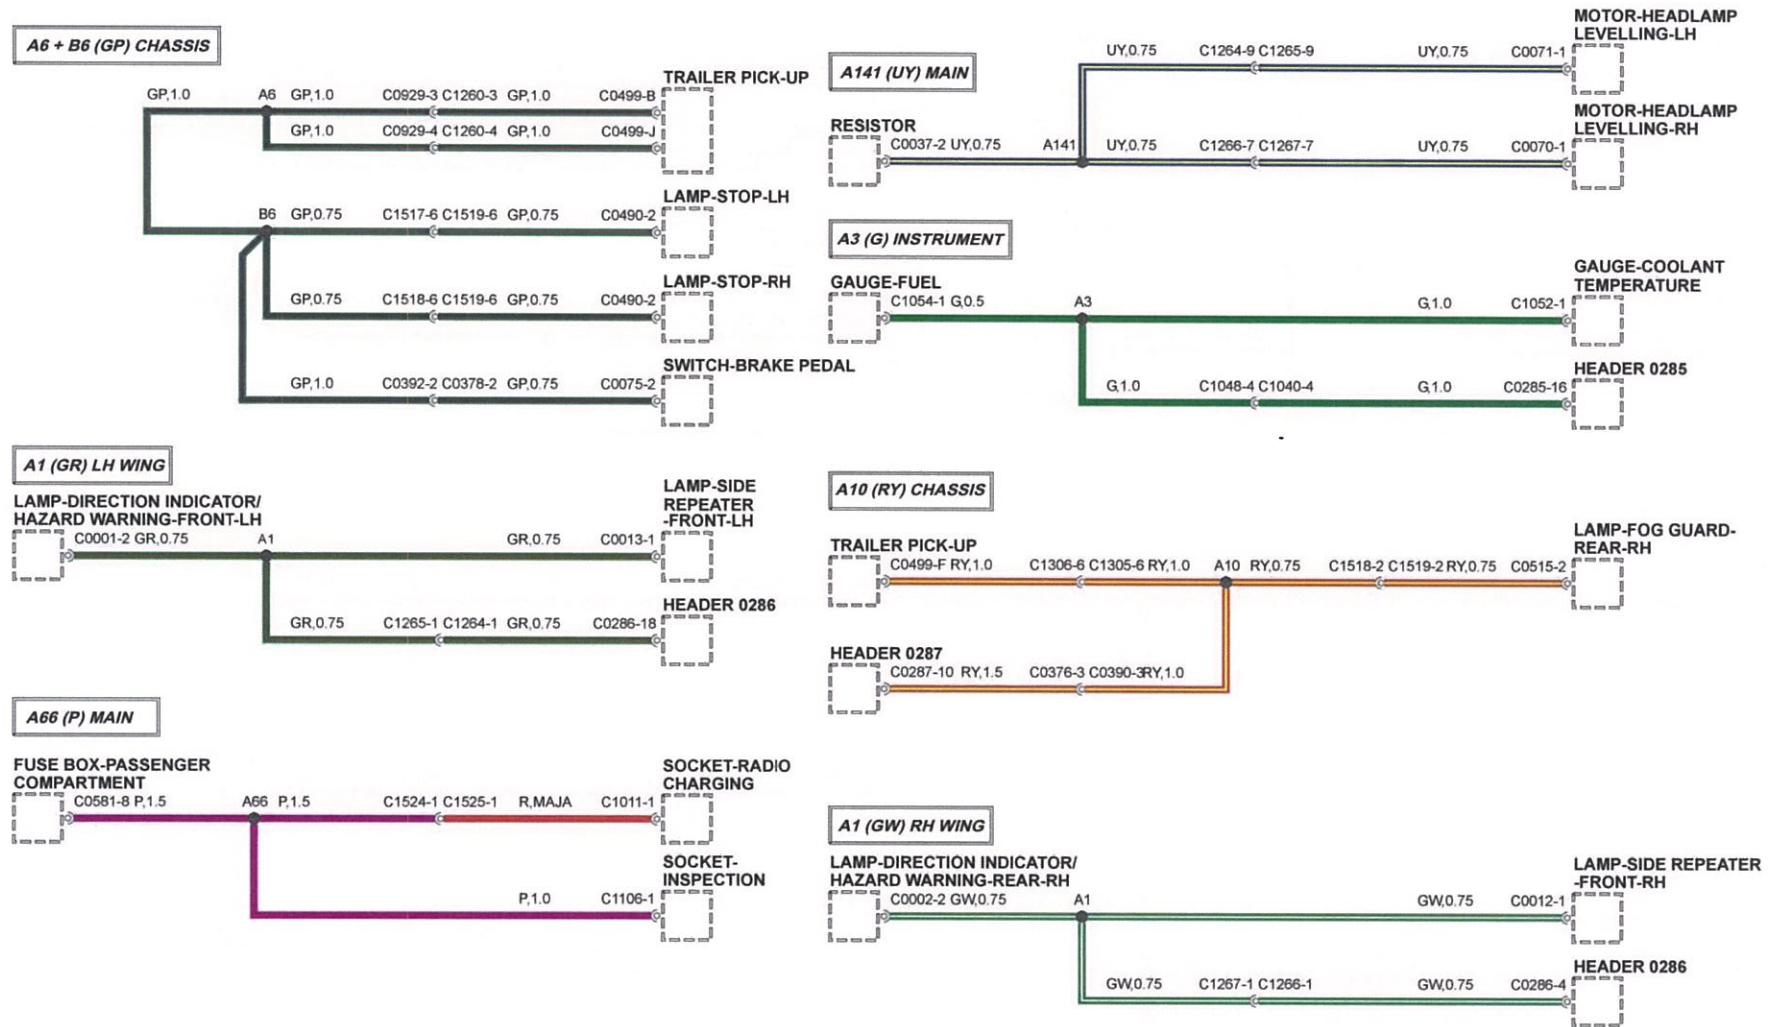 A6 + B6 (GP) CHASSIS
GP,1.0
A6
GP,1.0
C0929-3 C1260-3
GP,1.0
C0499-B
TRAILER PICK-UP
GP,1.0
C0929-4 C1260-4
GP,1.0
C0499-J
B6
GP,0.75
C1517-6 C1519-6
GP,0.75
C0490-2
LAMP-STOP-LH
GP,0.75
C1518-6 C1519-6
GP,0.75
C0490-2
LAMP-STOP-RH
GP,1.0
C0392-2 C0378-2
GP,0.75
C0075-2
SWITCH-BRAKE PEDAL
A1 (GR) LH WING
LAMP-DIRECTION INDICATOR/
HAZARD WARNING-FRONT-LH
C0001-2 GR,0.75
A1
GR,0.75
C0013-1
LAMP-SIDE
REPEATER
-FRONT-LH
GR,0.75
C1265-1 C1264-1
GR,0.75
C0286-18
HEADER 0286
A66 (P) MAIN
FUSE BOX-PASSENGER
COMPARTMENT
C0581-8 P,1.5
A66
P,1.5
C1524-1 C1525-1
R,MAJA
C1011-1
SOCKET-RADIO
CHARGING
P,1.0
C1106-1
SOCKET-
INSPECTION
A141 (UY) MAIN
RESISTOR
C0037-2 UY,0.75
A141
UY,0.75
C1264-9 C1265-9
UY,0.75
C0071-1
MOTOR-HEADLAMP
LEVELLING-LH
UY,0.75
C1266-7 C1267-7
UY,0.75
C0070-1
MOTOR-HEADLAMP
LEVELLING-RH
A3 (G) INSTRUMENT
GAUGE-FUEL
C1054-1 G,0.5
A3
G,1.0
C1052-1
GAUGE-COOLANT
TEMPERATURE
G,1.0
C1048-4 C1040-4
G,1.0
C0285-16
HEADER 0285
A10 (RY) CHASSIS
TRAILER PICK-UP
C0499-F RY,1.0
C1306-6 C1305-6 RY,1.0
A10
RY,0.75
C1518-2 C1519-2 RY,0.75
C0515-2
LAMP-FOG GUARD-
REAR-RH
HEADER 0287
C0287-10 RY,1.5
C0376-3 C0390-3RY,1.0
A1 (GW) RH WING
LAMP-DIRECTION INDICATOR/
HAZARD WARNING-REAR-RH
C0002-2 GW,0.75
A1
GW,0.75
C0012-1
LAMP-SIDE REPEATER
-FRONT-RH
GW,0.75
C1267-1 C1266-1
GW,0.75
C0286-4
HEADER 0286